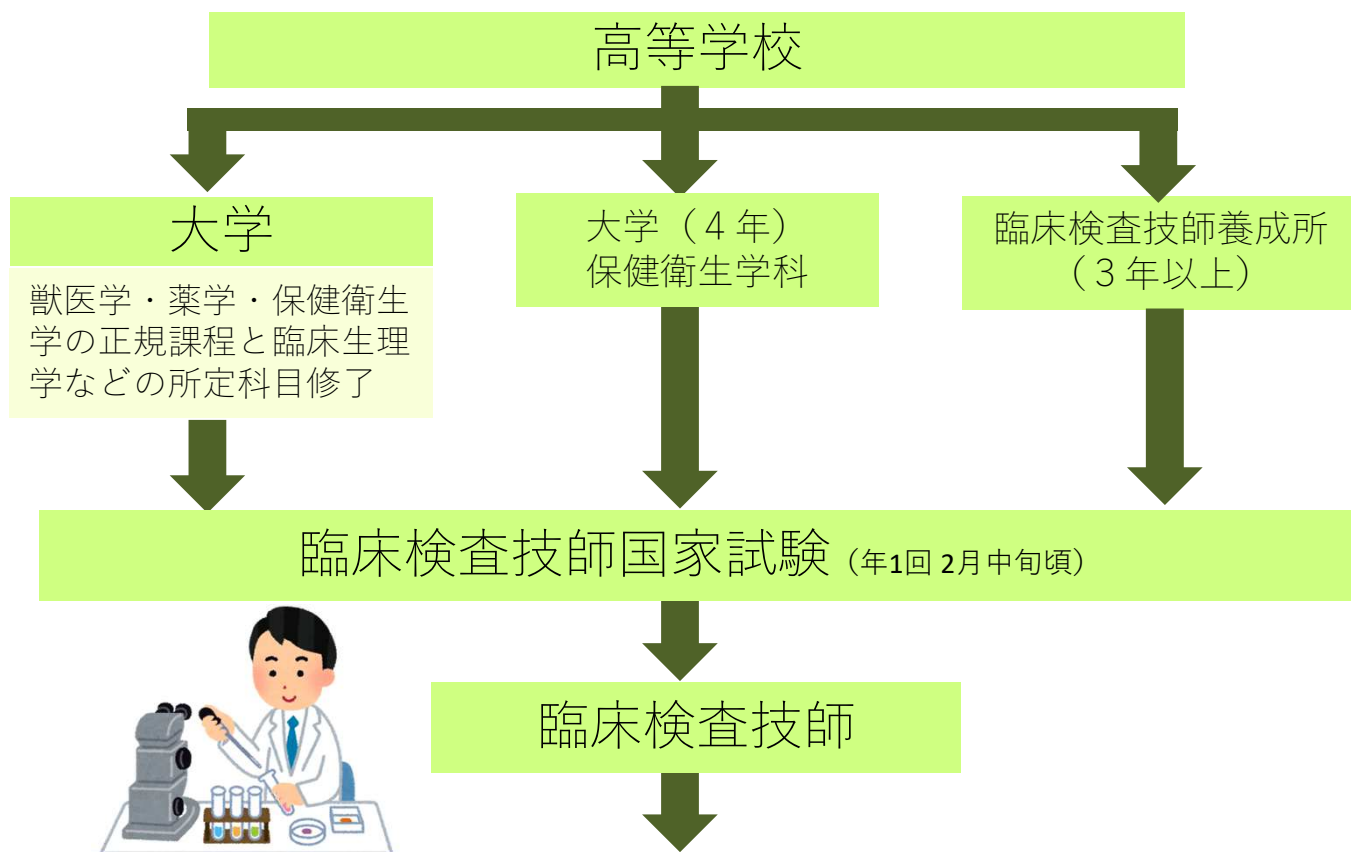 高等学校
大学
獣医学・薬学・保健衛生
学の正規課程と臨床生理
学などの所定科目修了
大学（４年）
保健衛生学科
臨床検査技師養成所
（３年以上）
臨床検査技師国家試験（年1回 2月中旬頃）
臨床検査技師